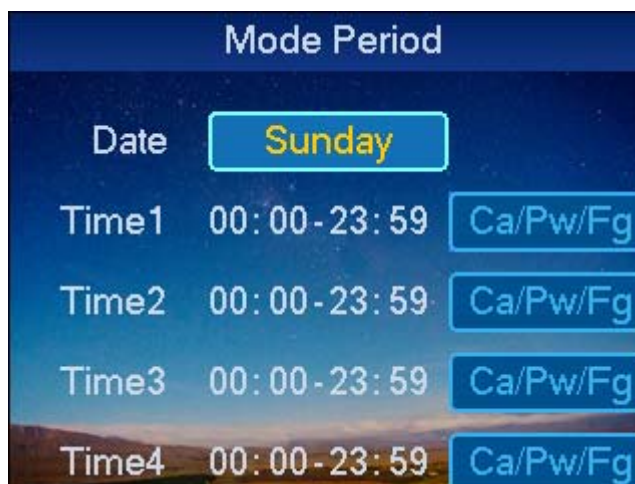 Mode Period
Date Sunday
Time1 00:00-23:59 Ca/Pw/Fg
Time2 00:00-23:59 Ca/Pw/Fg
Time3 00:00-23:59 Ca/Pw/Fg
Time4 00:00-23:59 Ca/Pw/Fg